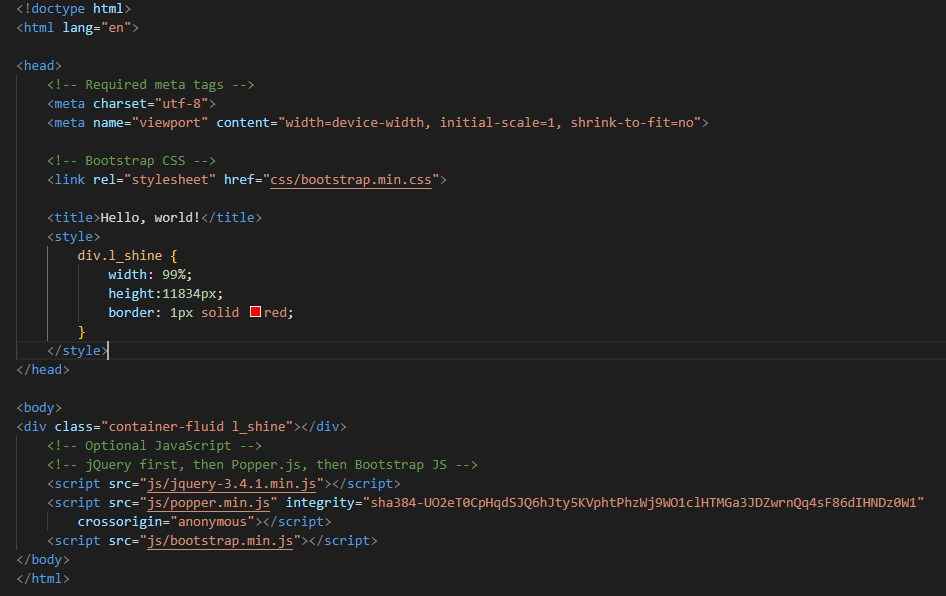 <!doctype html>
<html lang="en">
<head>
<!-- Required meta tags -->
<meta charset="utf-8">
<meta name="viewport" content="width=device-width, initial-scale=1, shrink-to-fit=no">
<!-- Bootstrap CSS -->
<link rel="stylesheet" href="css/bootstrap.min.css">
<title>Hello, world!</title>
<style>
div.l_shine {
width: 99%;
height:11834px;
border: 1px solid red;
}
</style>
</head>
<body>
<div class="container-fluid l_shine"></div>
<!-- Optional JavaScript -->
<!-- jQuery first, then Popper.js, then Bootstrap JS -->
<script src="js/jquery-3.4.1.min.js"></script>
<script src="js/popper.min.js" integrity="sha384-UO2eT0CpHqdSJQ6hJty5KVphtPhzWj9WO1clHTMGa3JDZwrnQq4sF86dIHNDz0W1"
crossorigin="anonymous"></script>
<script src="js/bootstrap.min.js"></script>
</body>
</html>